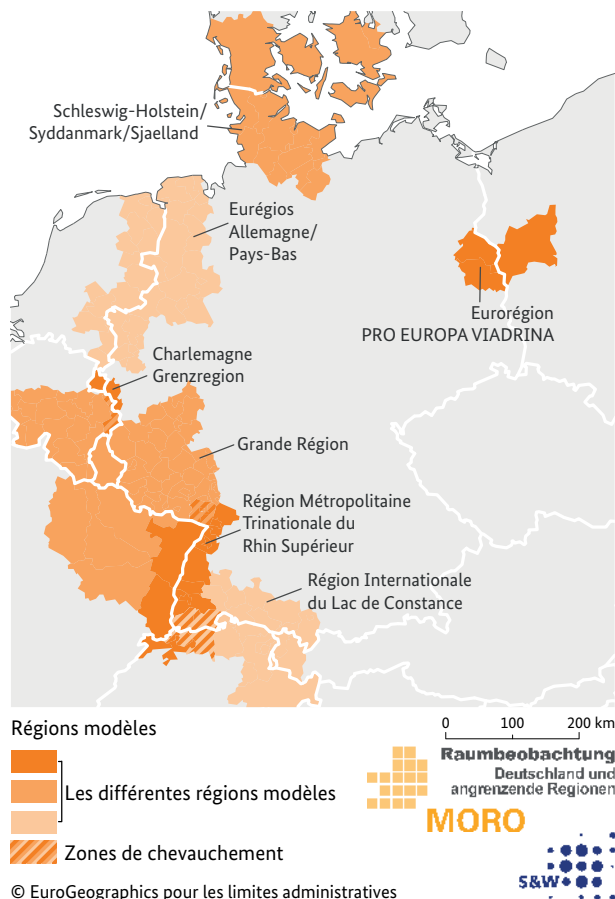 Schleswig-Holstein/
Syddanmark/Sjaelland
Eurégios
Allemagne/
Pays-Bas
Eurorégion
PRO EUROPA VIADRINA
Charlemagne
Grenzregion
Grande Région
Région Métropolitaine
Trinationale du
Rhin Supérieur
Région Internationale
du Lac de Constance
Régions modèles
Les différentes régions modèles
Zones de chevauchement
© EuroGeographics pour les limites administratives
0 100 200 km
Raumbeobachtung
Deutschland und
angrenzende Regionen
MORO
S&W